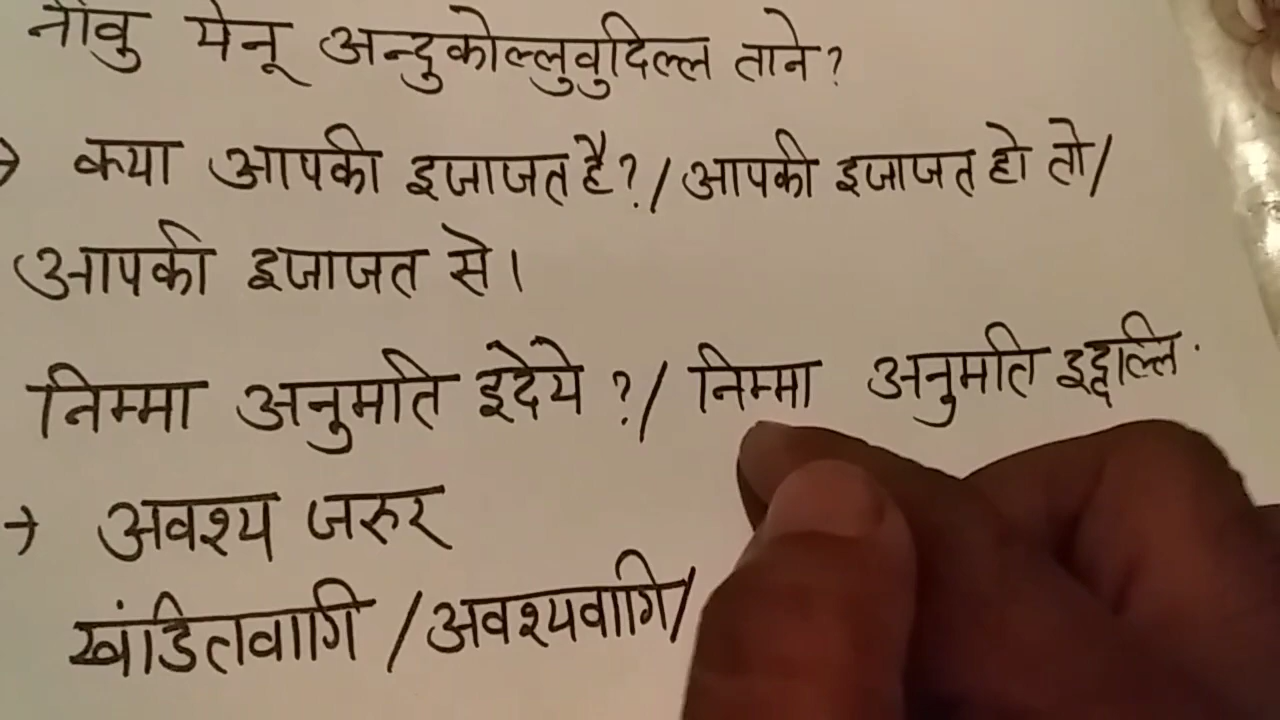 नीवु येनू अन्दुकोल्लुवुदिल्ल ताने?
→ क्या आपकी इजाजत है?/आपकी इजाजत हो तो/
आपकी इजाजत से।
निम्मा अनुमति इदेये ?/ निम्मा अनुमति इद्दल्लि.
→ अवश्य जरुर
खंडितवागि /अवश्यवागि/